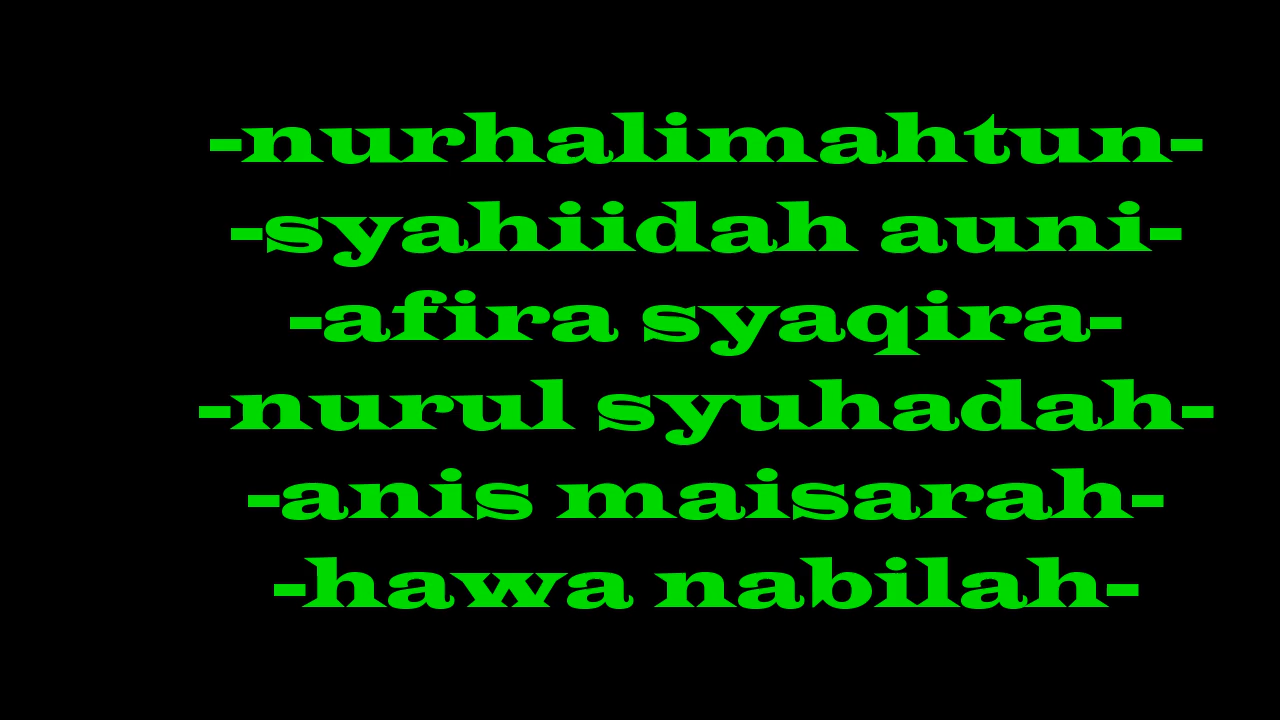 -nurhalimahtun-
-syahiidah auni-
-afira syaqira-
-nurul syuhadah-
-anis maisarah-
-hawa nabilah-